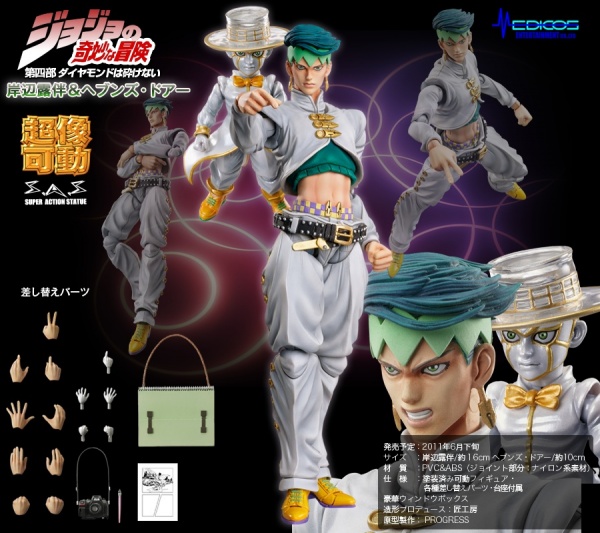 ジョジョの
奇妙な冒険
第四部 ダイヤモンドは砕けない
岸辺露伴&ヘブンズ・ドアー
超像
可動
S.A.S
SUPER ACTION STATUE
差し替えパーツ
MEDICOS
ENTERTAINMENT CO.,LTD
発売予定：2011年6月下旬
サイズ ：岸辺露伴/約16cm ヘブンズ・ドアー/約10cm
材 質 ：PVC&ABS（ジョイント部分：ナイロン系素材）
仕 様 ：塗装済み可動フィギュア・
各種差し替えパーツ・台座付属
豪華ウィンドウボックス
造形プロデュース：匠工房
原型製作：PROGRESS